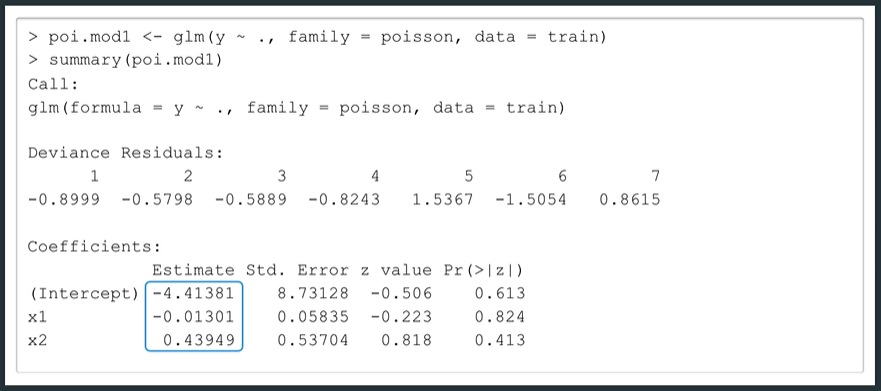 > poi.mod1 <- glm(y ~ ., family = poisson, data = train)
> summary(poi.mod1)
Call:
glm(formula = y ~ ., family = poisson, data = train)
Deviance Residuals:
1 2 3 4 5 6 7
-0.8999 -0.5798 -0.5889 -0.8243 1.5367 -1.5054 0.8615
Coefficients:
Estimate Std. Error z value Pr(>|z|)
(Intercept) -4.41381 8.73128 -0.506 0.613
x1 -0.01301 0.05835 -0.223 0.824
x2 0.43949 0.53704 0.818 0.413